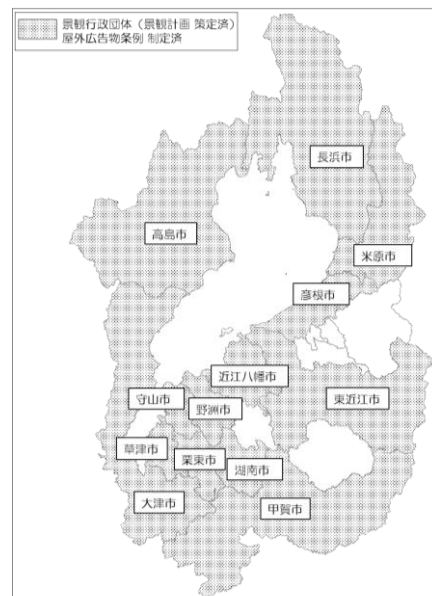 景観行政団体（景観計画 策定済）
屋外広告物条例 制定済
長浜市
高島市
米原市
彦根市
近江八幡市
東近江市
守山市
野洲市
草津市
栗東市
湖南市
大津市
甲賀市